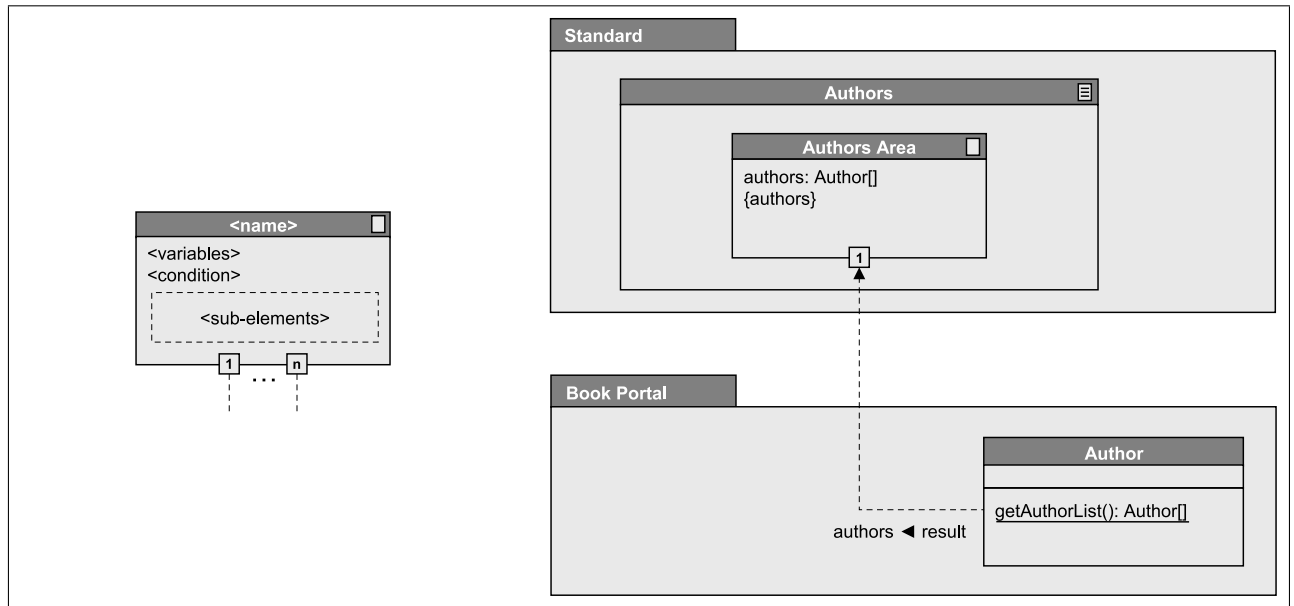 <name>
<variables>
<condition>
<sub-elements>
1 ... n
Standard
Authors
Authors Area
authors: Author[]
{authors}
1
Book Portal
Author
getAuthorList(): Author[]
authors ◄ result